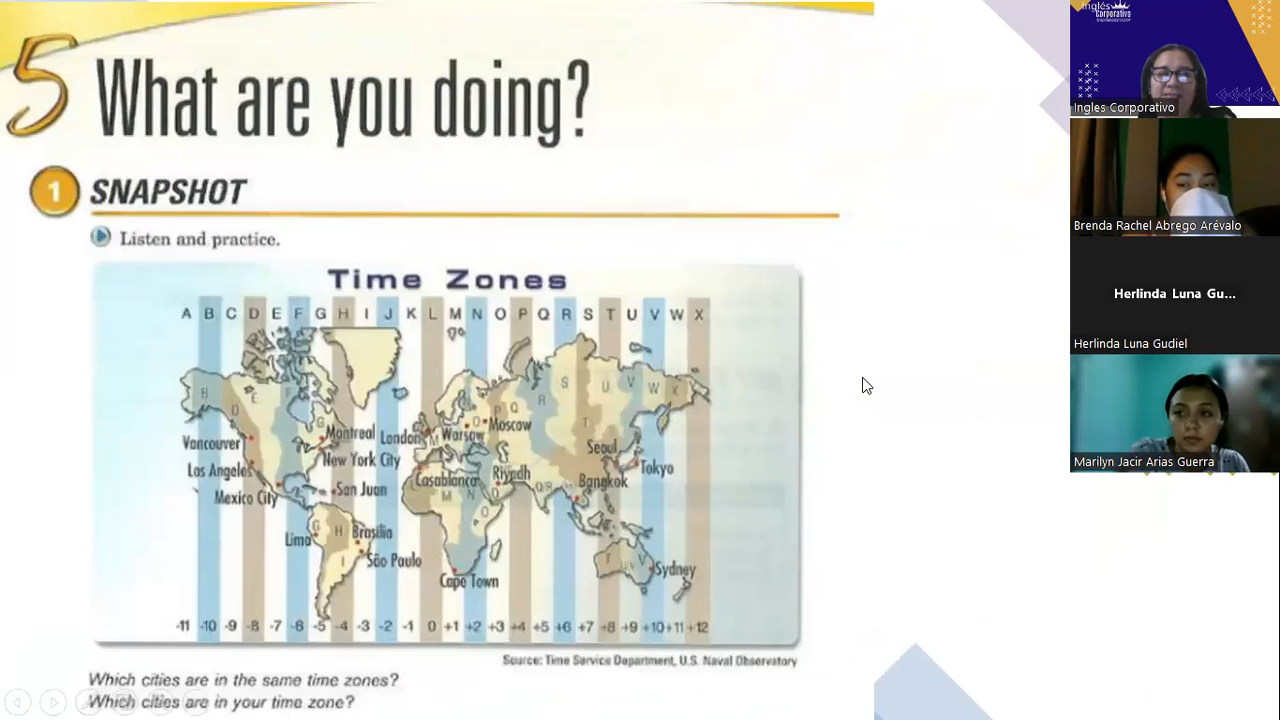 5 What are you doing?
1 SNAPSHOT
Listen and practice.
Time Zones
A B C D E F G H I J K L M N O P Q R S T U V W X
B D E F G H I M N O P Q R S T U V W X
Vancouver
Montreal
London
Warsaw
Moscow
Los Angeles
New York City
Casablanca
Riyadh
Seoul
Tokyo
Mexico City
San Juan
Bangkok
Lima
Brasilia
São Paulo
Cape Town
Sydney
-11 -10 -9 -8 -7 -6 -5 -4 -3 -2 -1 0 +1 +2 +3 +4 +5 +6 +7 +8 +9 +10 +11 +12
Source: Time Service Department, U.S. Naval Observatory
Which cities are in the same time zones?
Which cities are in your time zone?
Inglés
Corporativo
Ingles Corporativo
Brenda Rachel Abrego Arévalo
Herlinda Luna Gu...
Herlinda Luna Gudiel
Marilyn Jacir Arias Guerra